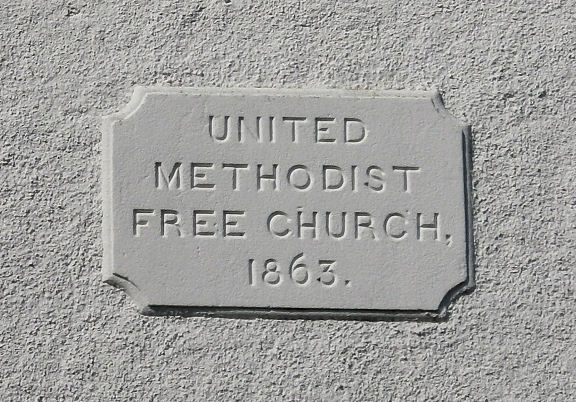 UNITED
METHODIST
FREE CHURCH,
1863.